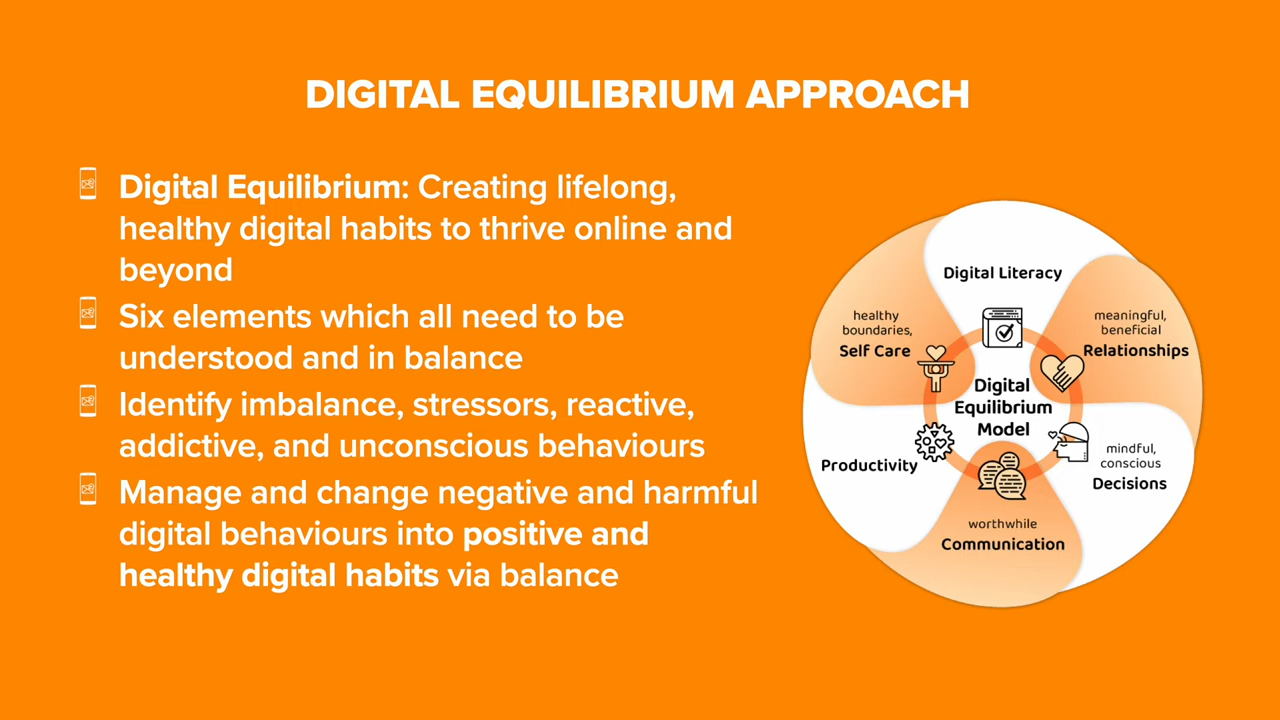 DIGITAL EQUILIBRIUM APPROACH
Digital Equilibrium: Creating lifelong,
healthy digital habits to thrive online and
beyond
Six elements which all need to be
understood and in balance
Identify imbalance, stressors, reactive,
addictive, and unconscious behaviours
Manage and change negative and harmful
digital behaviours into positive and
healthy digital habits via balance
Digital Literacy
meaningful,
beneficial
Relationships
mindful,
conscious
Decisions
worthwhile
Communication
Productivity
healthy
boundaries,
Self Care
Digital
Equilibrium
Model